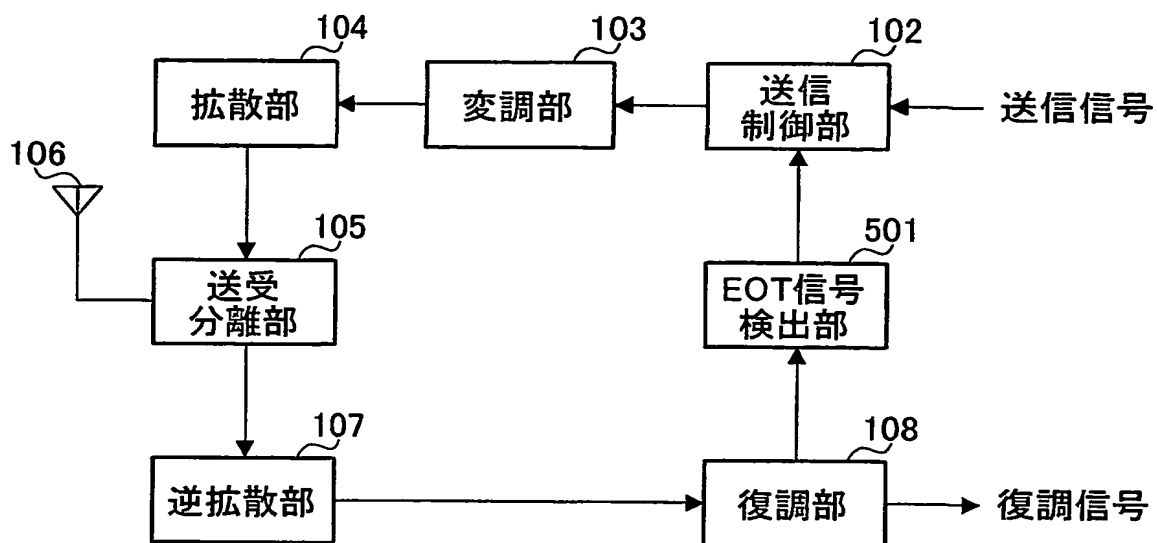 104
103
102
拡散部
変調部
送信
制御部
送信信号
106
105
501
送受
分離部
EOT信号
検出部
107
108
逆拡散部
復調部
復調信号